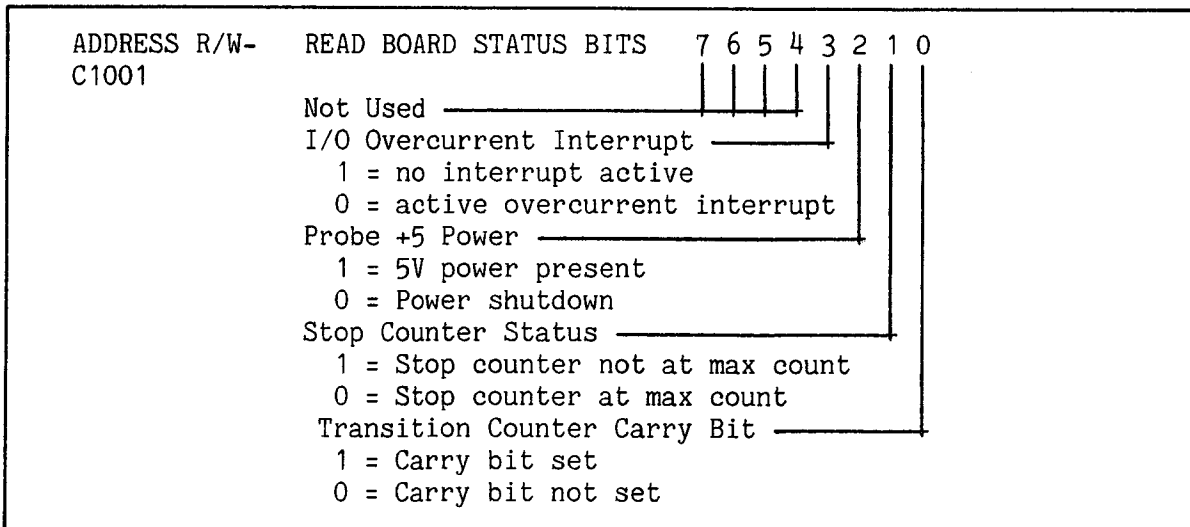 ADDRESS R/W- READ BOARD STATUS BITS 7 6 5 4 3 2 1 0
C1001
Not Used
I/O Overcurrent Interrupt
1 = no interrupt active
0 = active overcurrent interrupt
Probe +5 Power
1 = 5V power present
0 = Power shutdown
Stop Counter Status
1 = Stop counter not at max count
0 = Stop counter at max count
Transition Counter Carry Bit
1 = Carry bit set
0 = Carry bit not set